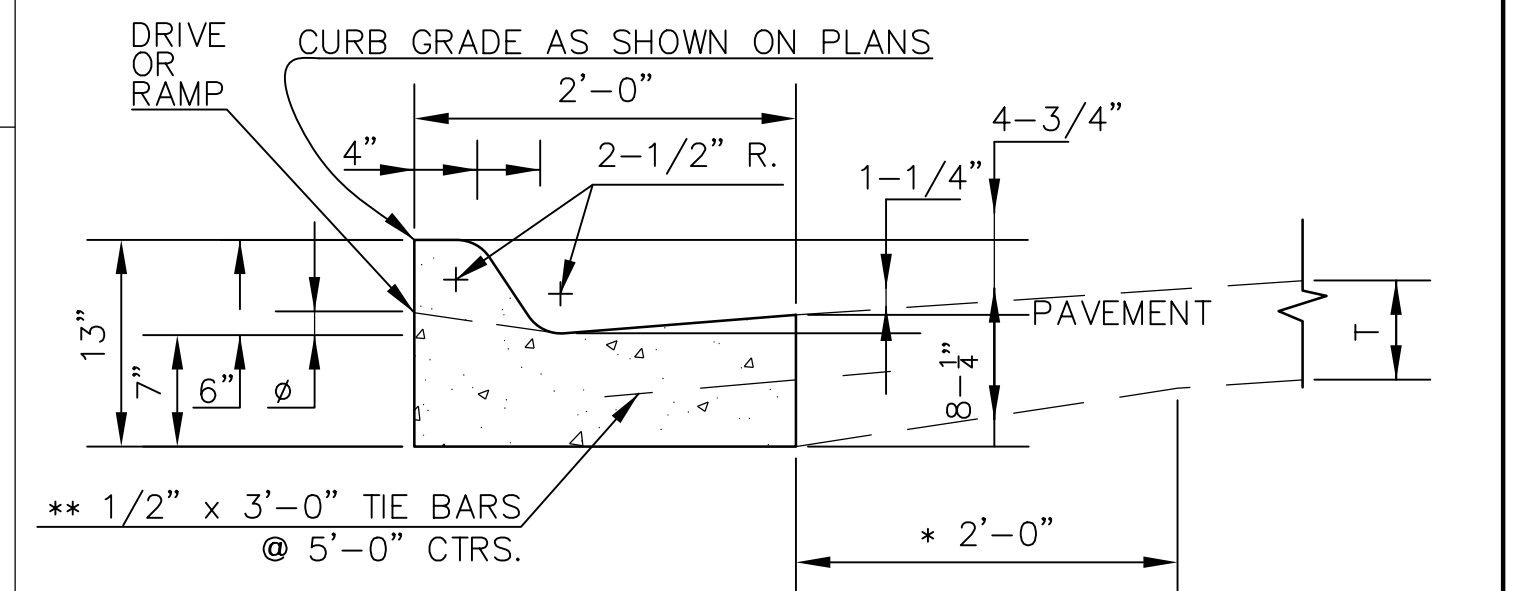 DRIVE
OR
RAMP
CURB GRADE AS SHOWN ON PLANS
2'-0"
4"
2-1/2" R.
4-3/4"
1-1/4"
PAVEMENT
13"
7"
6"
ø
8-1/4"
T
** 1/2" x 3'-0" TIE BARS
@ 5'-0" CTRS.
* 2'-0"